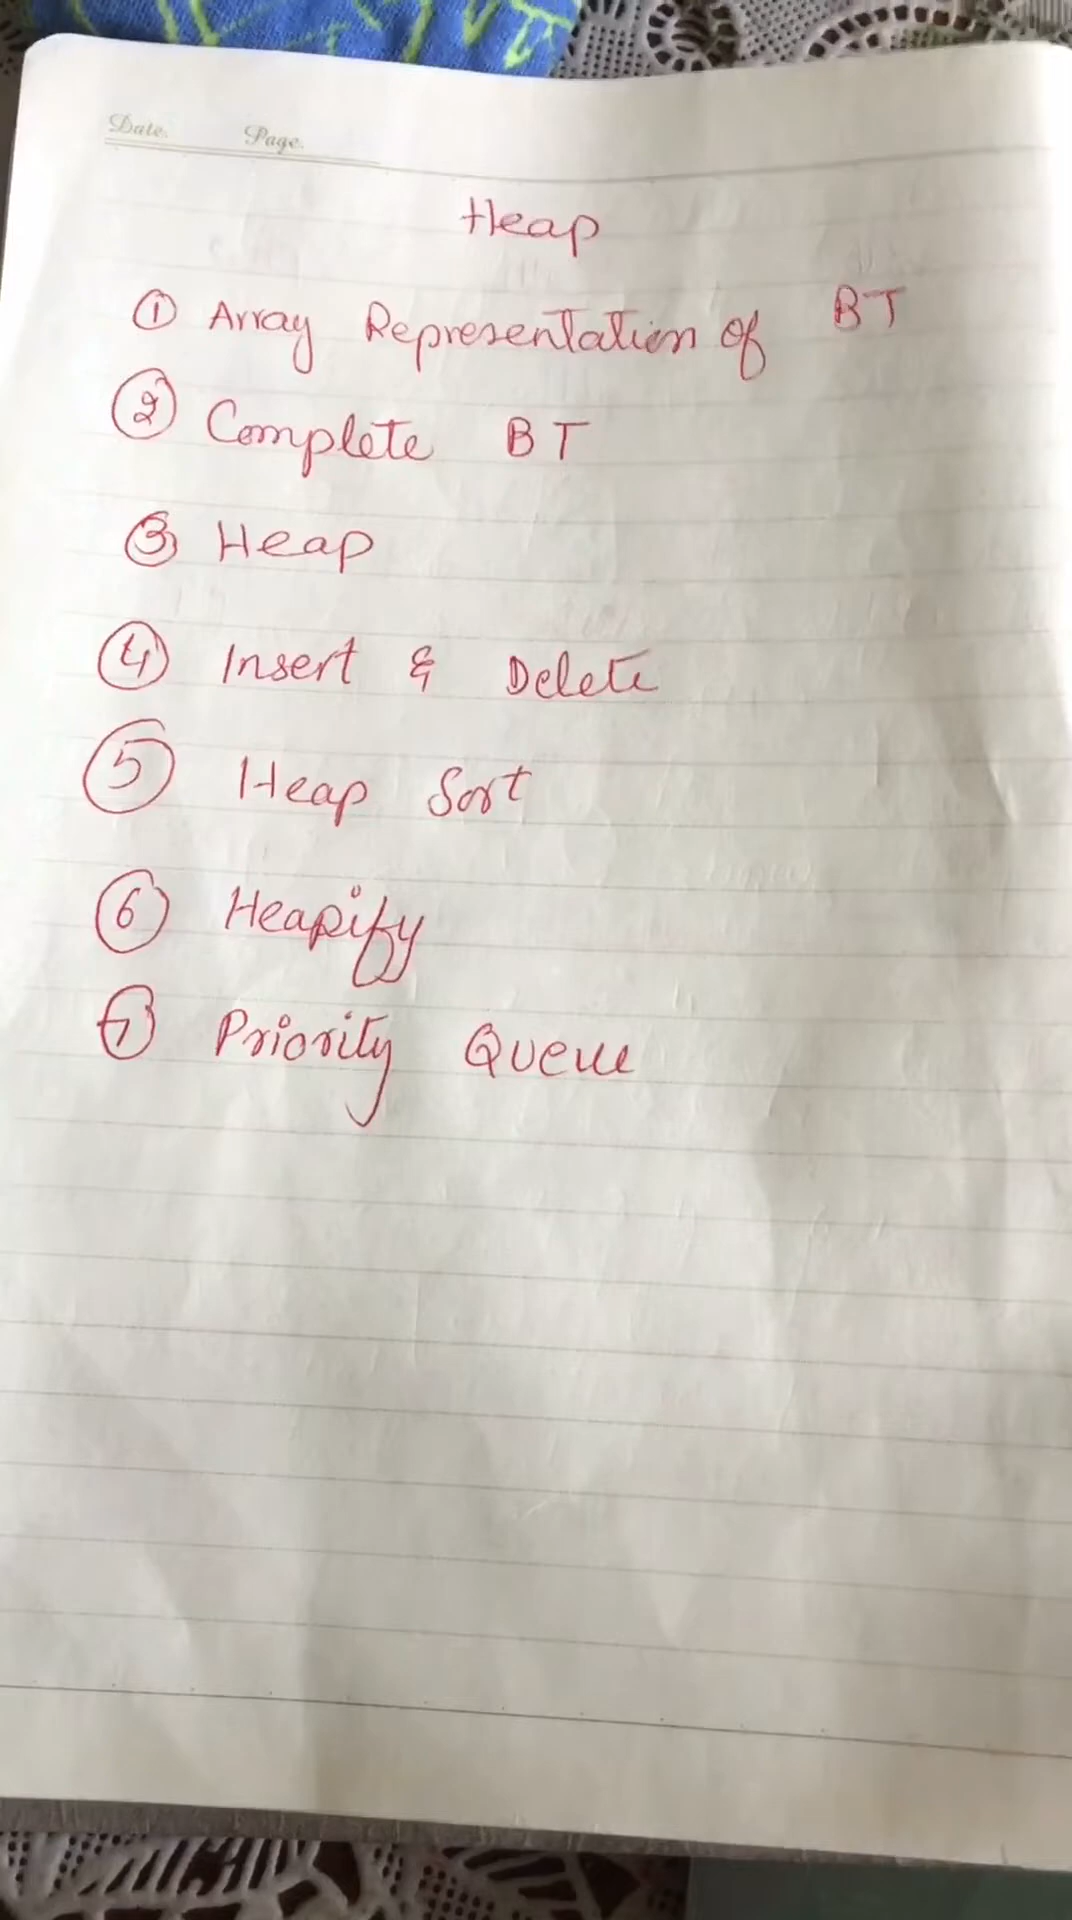 Date. Page.
Heap
① Array Representation of BT
② Complete BT
③ Heap
④ Insert & Delete
⑤ Heap Sort
⑥ Heapify
⑦ Priority Queue